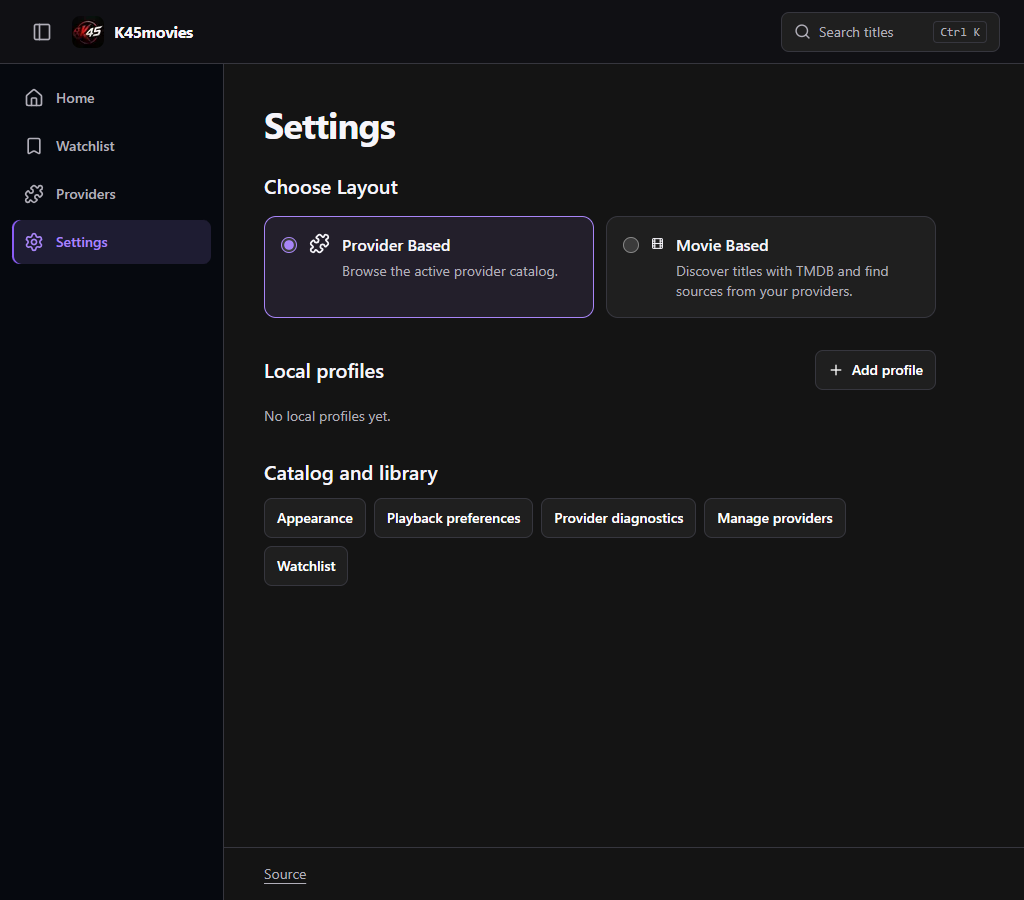 K45 K45movies
Search titles Ctrl K
Home
Watchlist
Providers
Settings
Settings
Choose Layout
Provider Based
Browse the active provider catalog.
Movie Based
Discover titles with TMDB and find
sources from your providers.
Local profiles
Add profile
No local profiles yet.
Catalog and library
Appearance Playback preferences Provider diagnostics Manage providers
Watchlist
Source